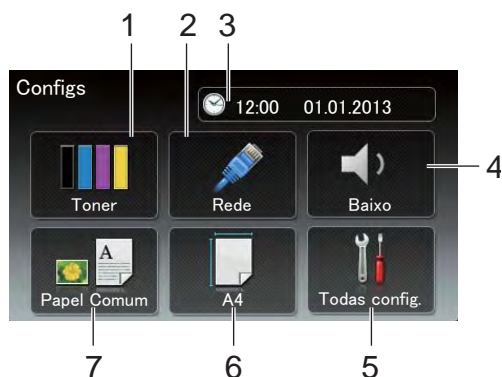 1 2 3
Configs
12:00 01.01.2013
4
Toner Rede Baixo
A
Papel Comum A4 Todas config.
7 6 5